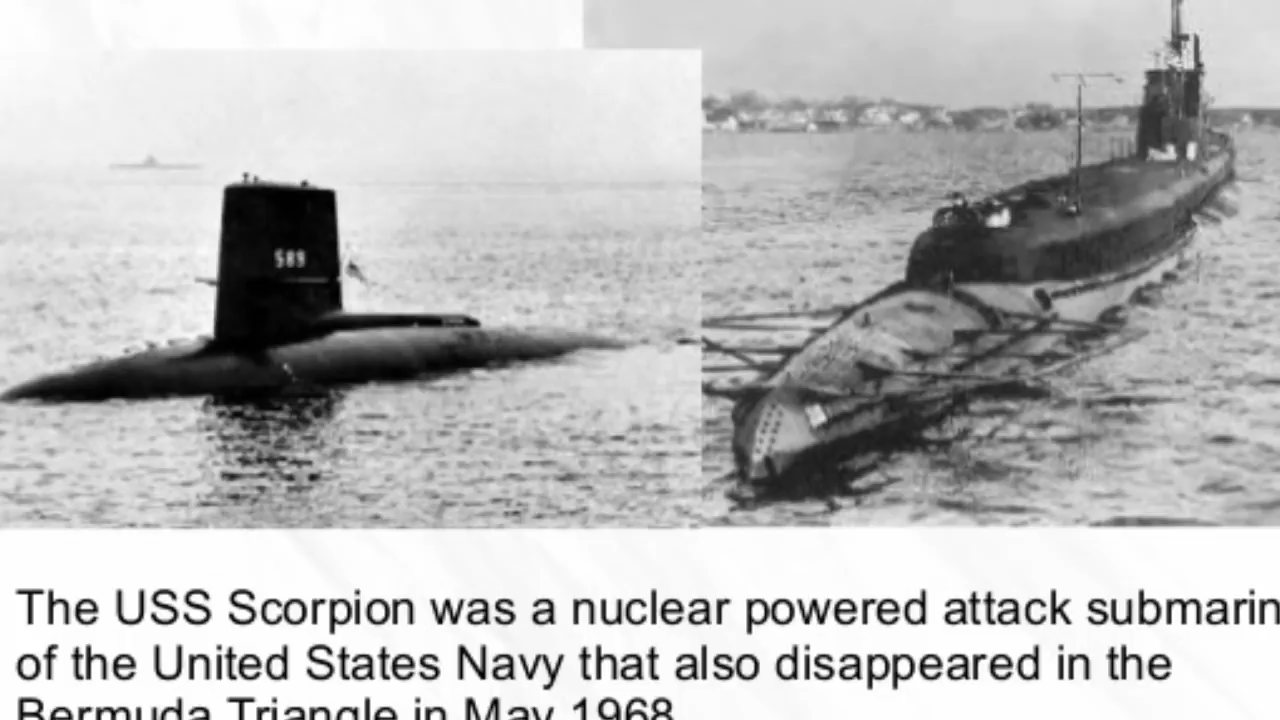 589
The USS Scorpion was a nuclear powered attack submarin
of the United States Navy that also disappeared in the
Bermuda Triangle in May 1968